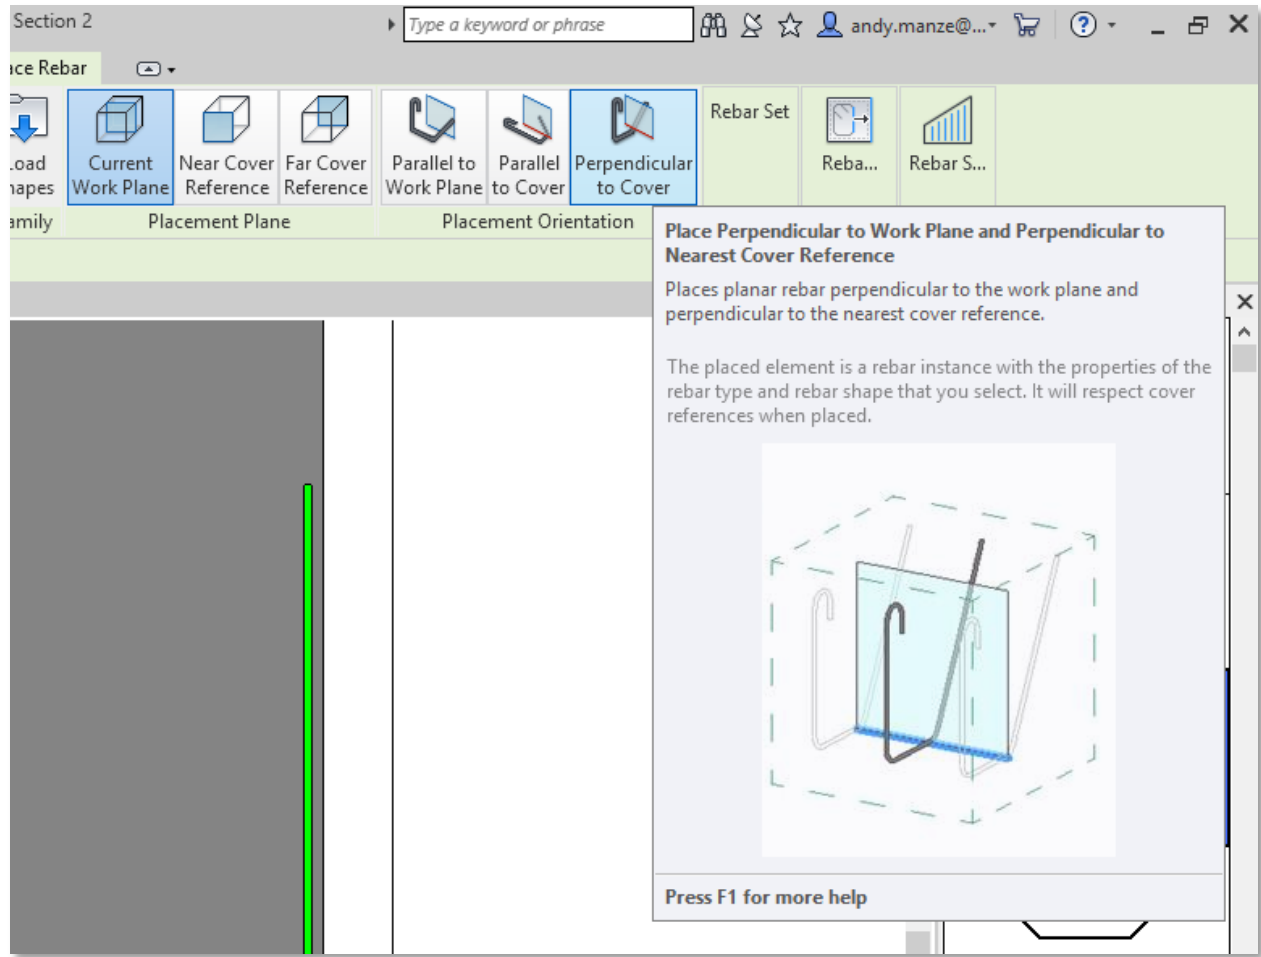 Section 2
Type a keyword or phrase
andy.manze@...
ace Rebar
Load
hapes
Current
Work Plane
Near Cover
Reference
Far Cover
Reference
Parallel to
Work Plane
Parallel
to Cover
Perpendicular
to Cover
Rebar Set
Reba...
Rebar S...
amily
Placement Plane
Placement Orientation
Place Perpendicular to Work Plane and Perpendicular to
Nearest Cover Reference
Places planar rebar perpendicular to the work plane and
perpendicular to the nearest cover reference.
The placed element is a rebar instance with the properties of the
rebar type and rebar shape that you select. It will respect cover
references when placed.
Press F1 for more help